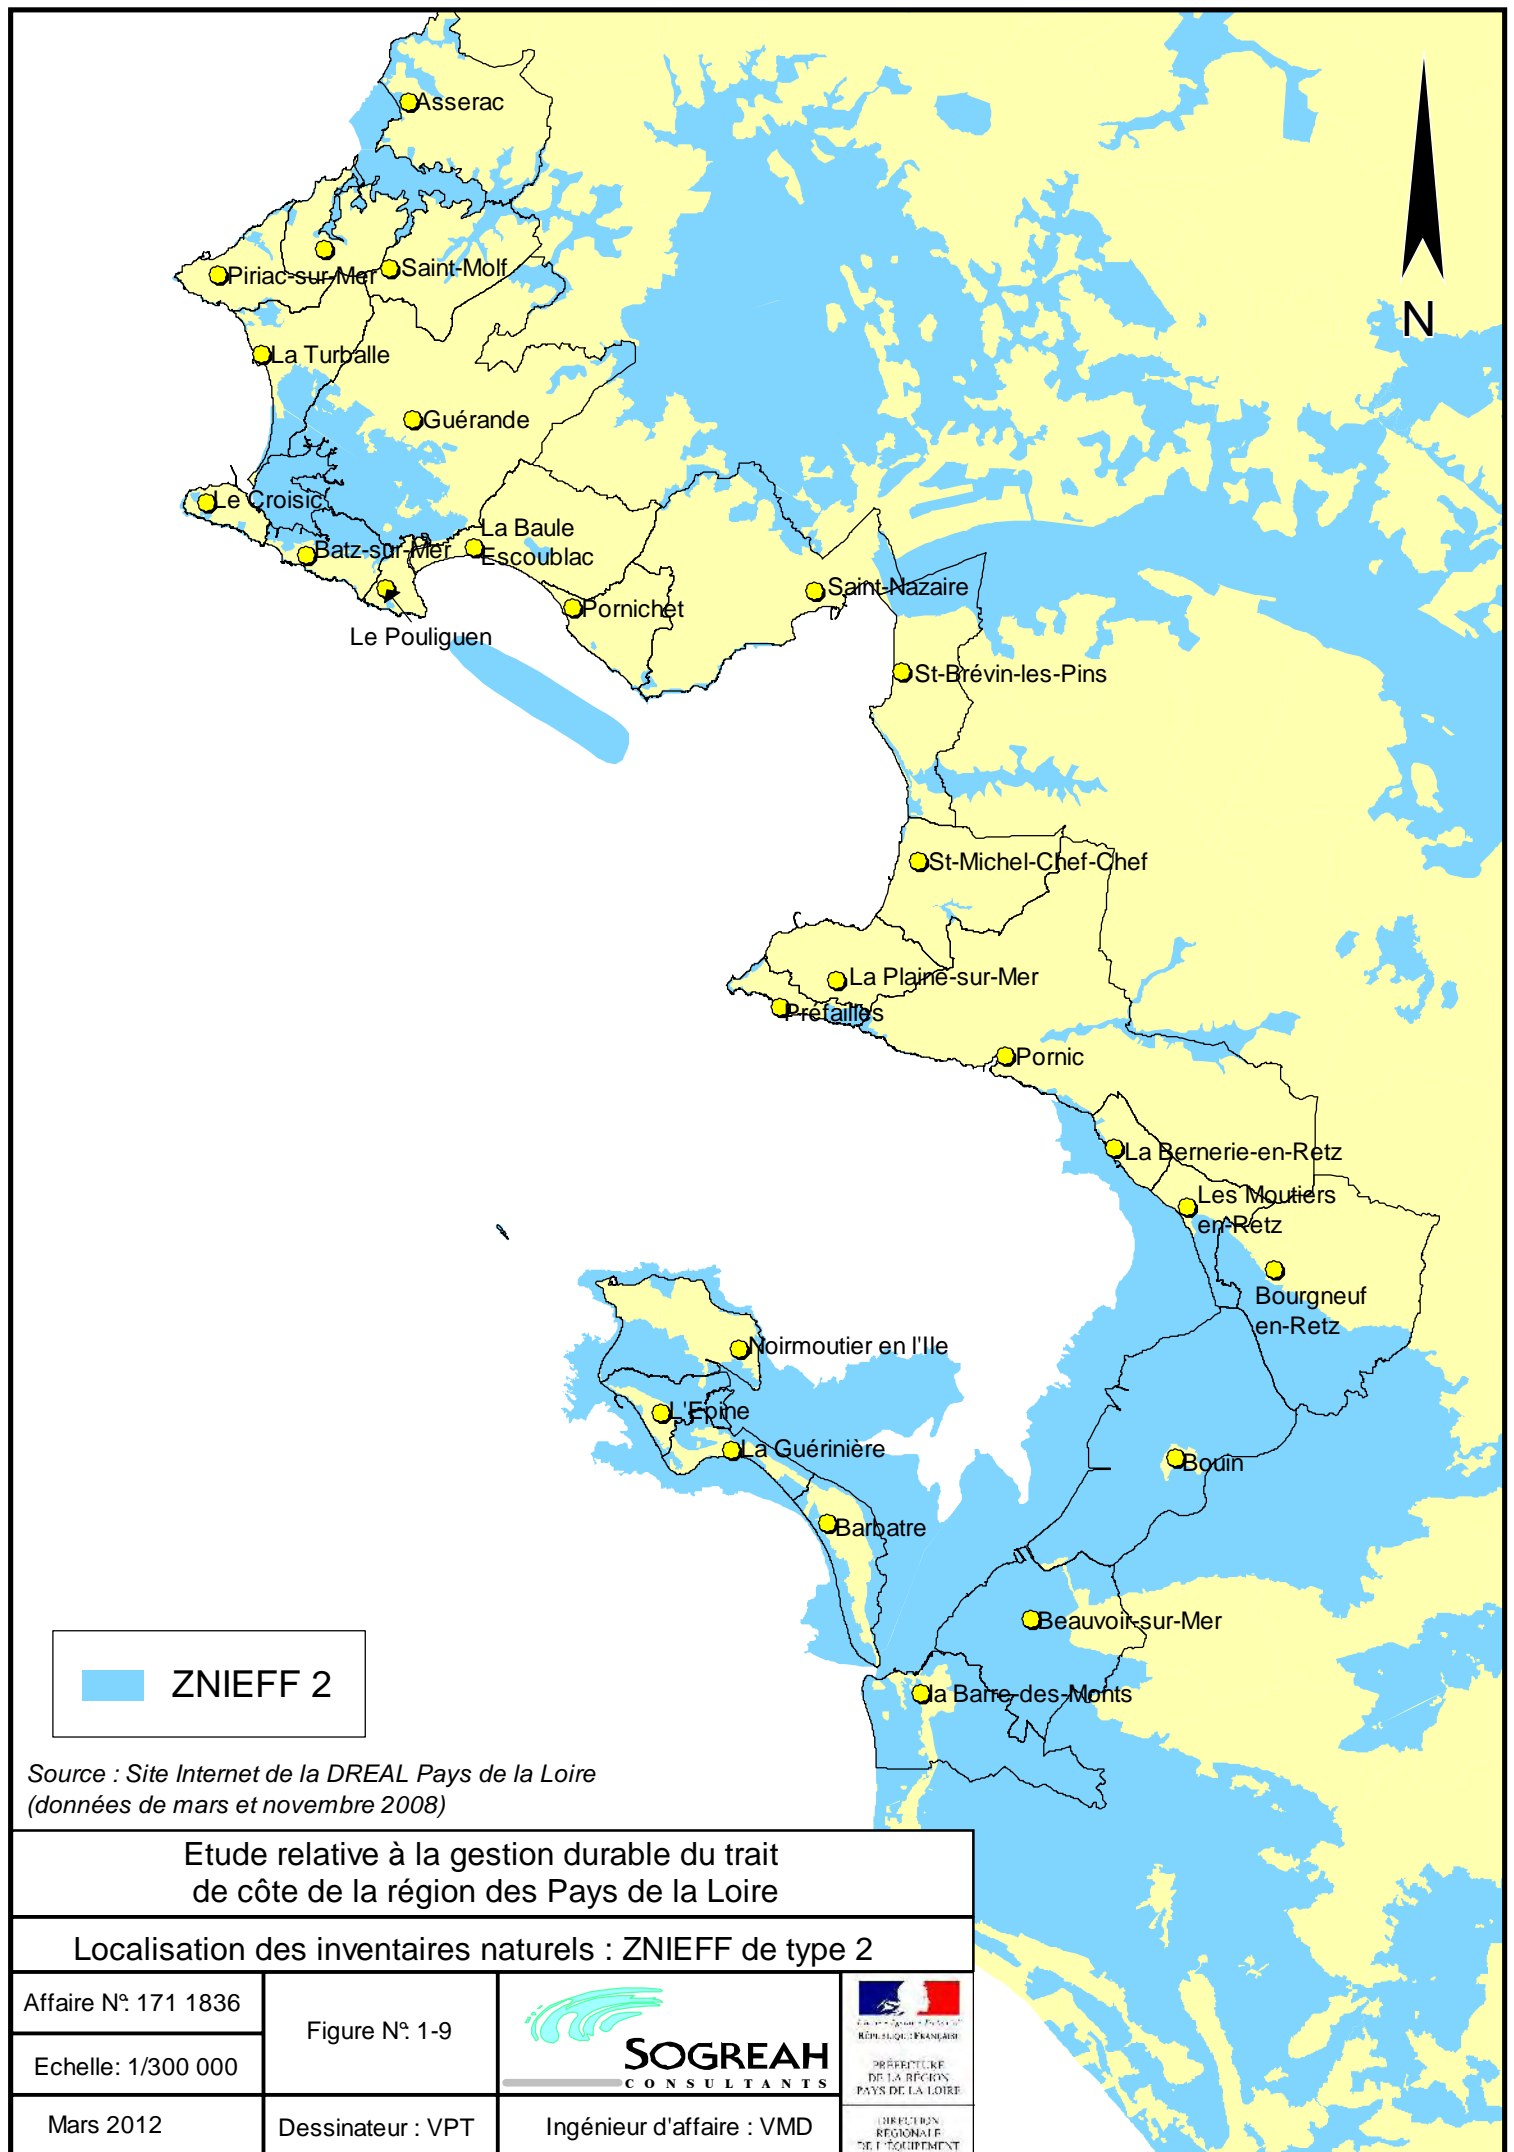 Asserac
Piriac-sur-Mer
Saint-Molf
La Turballe
Guérande
Le Croisic
La Baule
Escoublac
Batz-sur-Mer
Saint-Nazaire
Pornichet
Le Pouliguen
St-Brévin-les-Pins
St-Michel-Chef-Chef
La Plaine-sur-Mer
Préfailles
Pornic
La Bernerie-en-Retz
Les Moutiers
en-Retz
Bourgneuf
en-Retz
Noirmoutier en l'Ile
L'Epine
La Guérinière
Bouin
Barbatre
Beauvoir-sur-Mer
la Barre-des-Monts
N
ZNIEFF 2
Source : Site Internet de la DREAL Pays de la Loire
(données de mars et novembre 2008)
Etude relative à la gestion durable du trait
de côte de la région des Pays de la Loire
Localisation des inventaires naturels : ZNIEFF de type 2
Affaire N°: 171 1836
Echelle: 1/300 000
Mars 2012
Figure N°: 1-9
Dessinateur : VPT
SOGREAH
CONSULTANTS
Ingénieur d'affaire : VMD
RÉPUBLIQUE FRANÇAISE
PRÉFECTURE
DE LA RÉGION
PAYS DE LA LOIRE
DIRECTION
RÉGIONALE
DE L'ÉQUIPEMENT